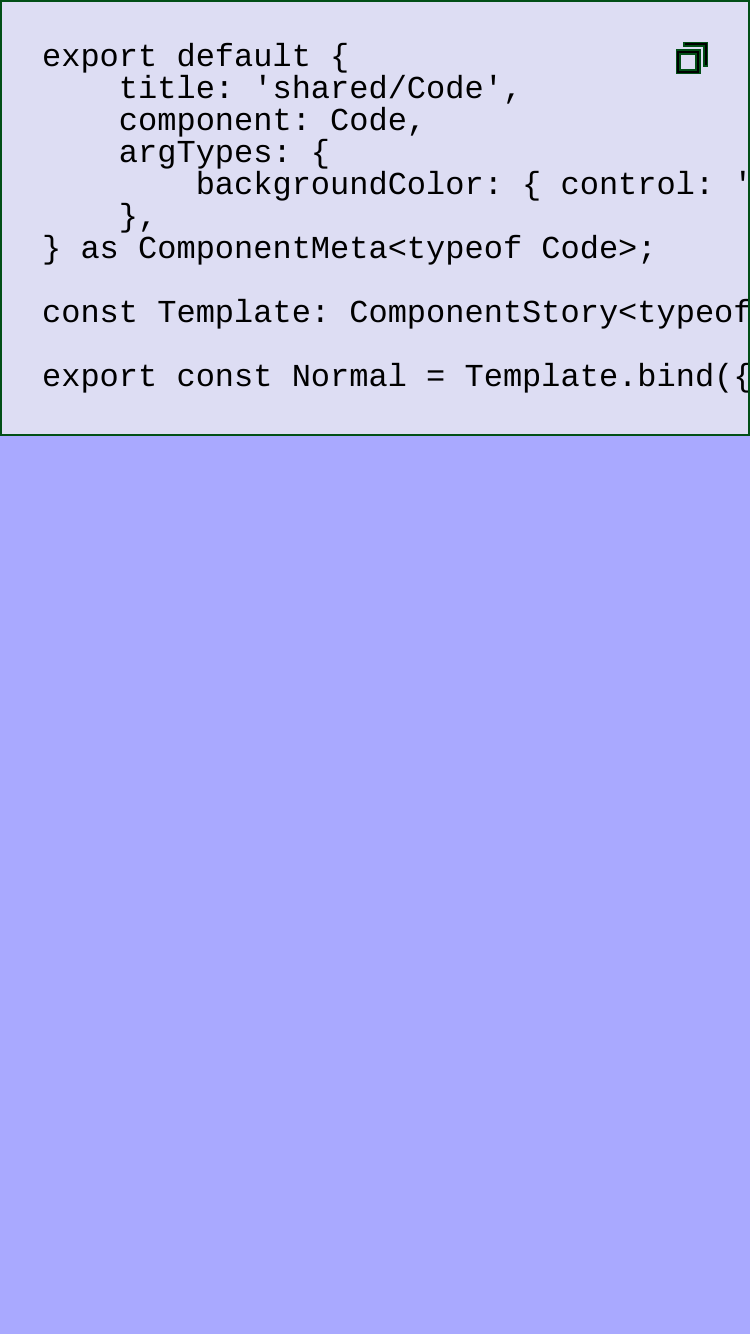 export default {
    title: 'shared/Code',
    component: Code,
    argTypes: {
        backgroundColor: { control: '
    },
} as ComponentMeta<typeof Code>;

const Template: ComponentStory<typeof

export const Normal = Template.bind({